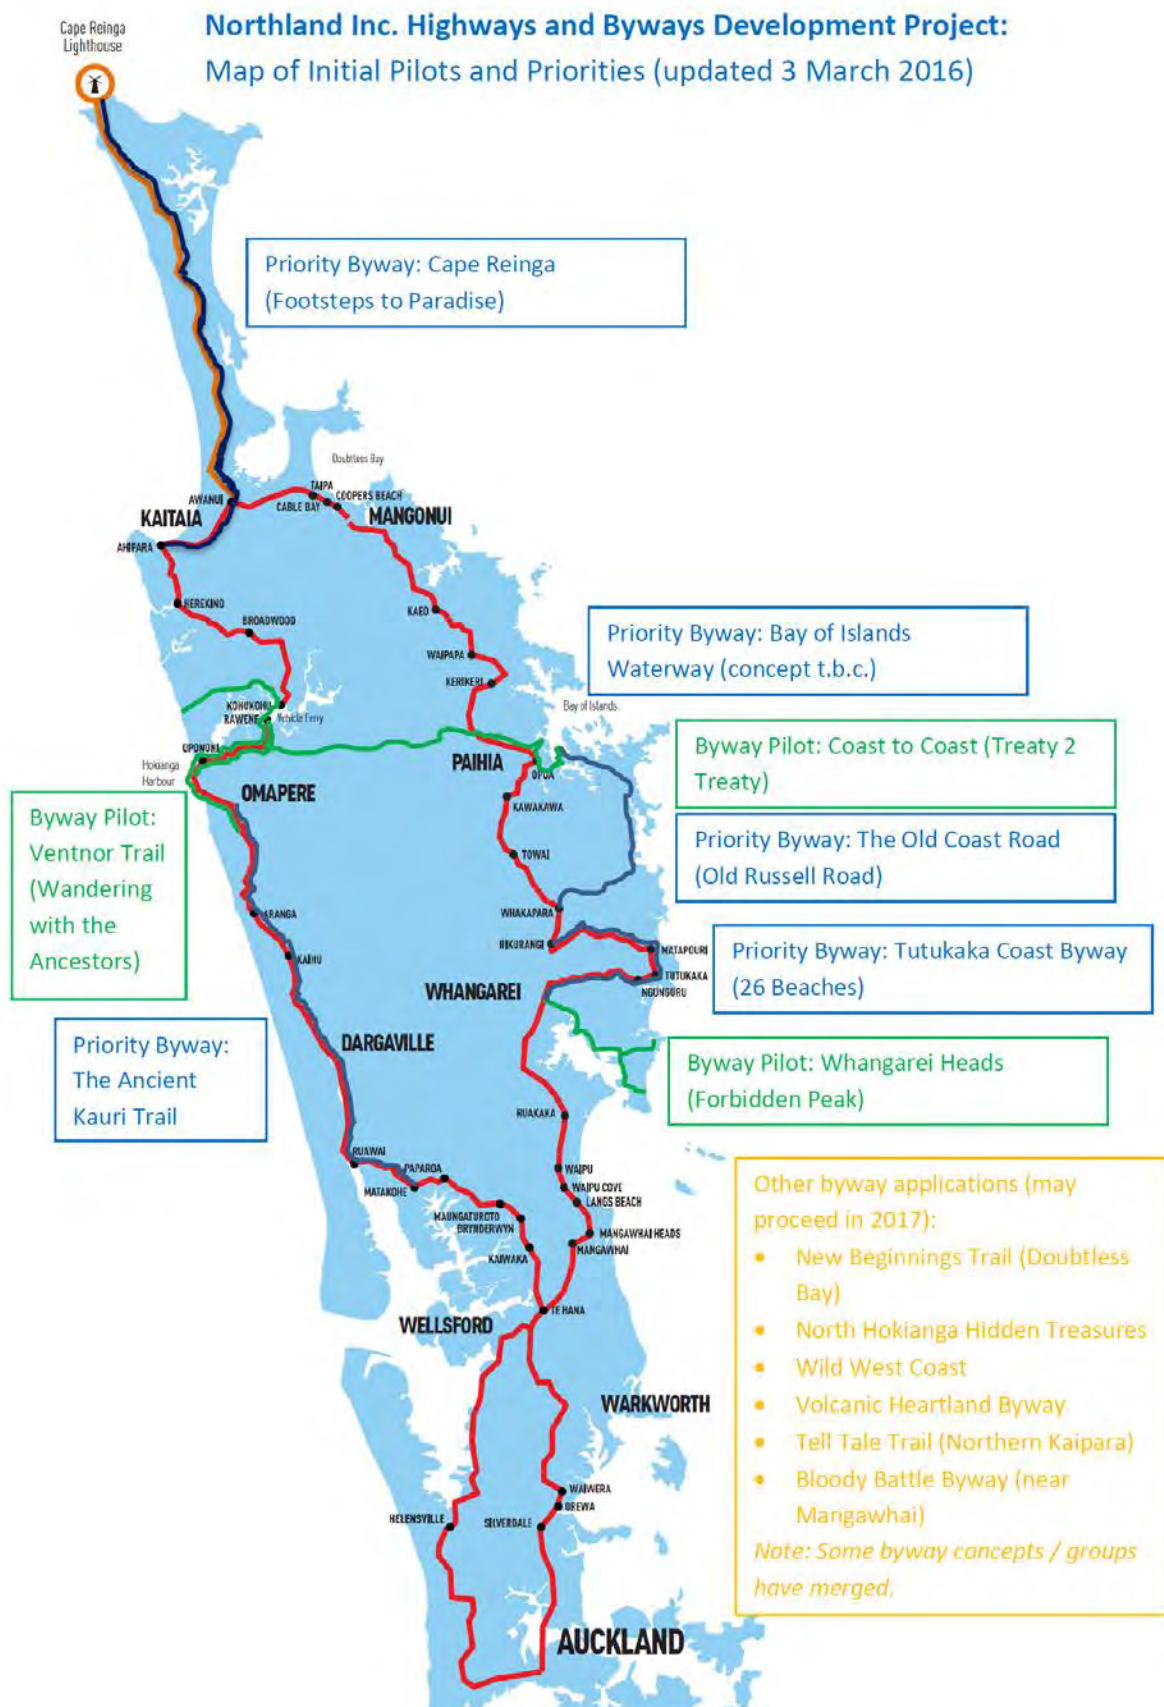 Cape Reinga
Lighthouse
Northland Inc. Highways and Byways Development Project:
Map of Initial Pilots and Priorities (updated 3 March 2016)
Priority Byway: Cape Reinga
(Footsteps to Paradise)
Doubtless Bay
TAIPA
COOPERS BEACH
CABLE BAY
AWANUI
KAITAIA
MANGONUI
AHIPARA
HEREKINO
BROADWOOD
KAEO
WAIPAPA
KERIKERI
Priority Byway: Bay of Islands
Waterway (concept t.b.c.)
Bay of Islands
KOHUKOHU
RAWENE
Vehicle Ferry
OPONONI
Hokianga
Harbour
OMAPERE
PAIHIA
OPUA
KAWAKAWA
TOWAI
Byway Pilot: Coast to Coast (Treaty 2
Treaty)
Byway Pilot:
Ventnor Trail
(Wandering
with the
Ancestors)
Priority Byway: The Old Coast Road
(Old Russell Road)
WHAKAPARA
ARANGA
HIKURANGI
MATAPOURI
KAIHU
TUTUKAKA
NGUNGURU
WHANGAREI
Priority Byway: Tutukaka Coast Byway
(26 Beaches)
Priority Byway:
The Ancient
Kauri Trail
DARGAVILLE
Byway Pilot: Whangarei Heads
(Forbidden Peak)
RUAKAKA
RUAWAI
PAPAROA
MATAKOHE
WAIPU
WAIPU COVE
LANGS BEACH
MAUNGATUROTO
BRYNDERWYN
MANGAWHAI HEADS
MANGAWHAI
KAIWAKA
TE HANA
WELLSFORD
WARKWORTH
Other byway applications (may
proceed in 2017):
• New Beginnings Trail (Doubtless
Bay)
• North Hokianga Hidden Treasures
• Wild West Coast
• Volcanic Heartland Byway
• Tell Tale Trail (Northern Kaipara)
• Bloody Battle Byway (near
Mangawhai)
Note: Some byway concepts / groups
have merged.
WAIWERA
OREWA
HELENSVILLE
SILVERDALE
AUCKLAND